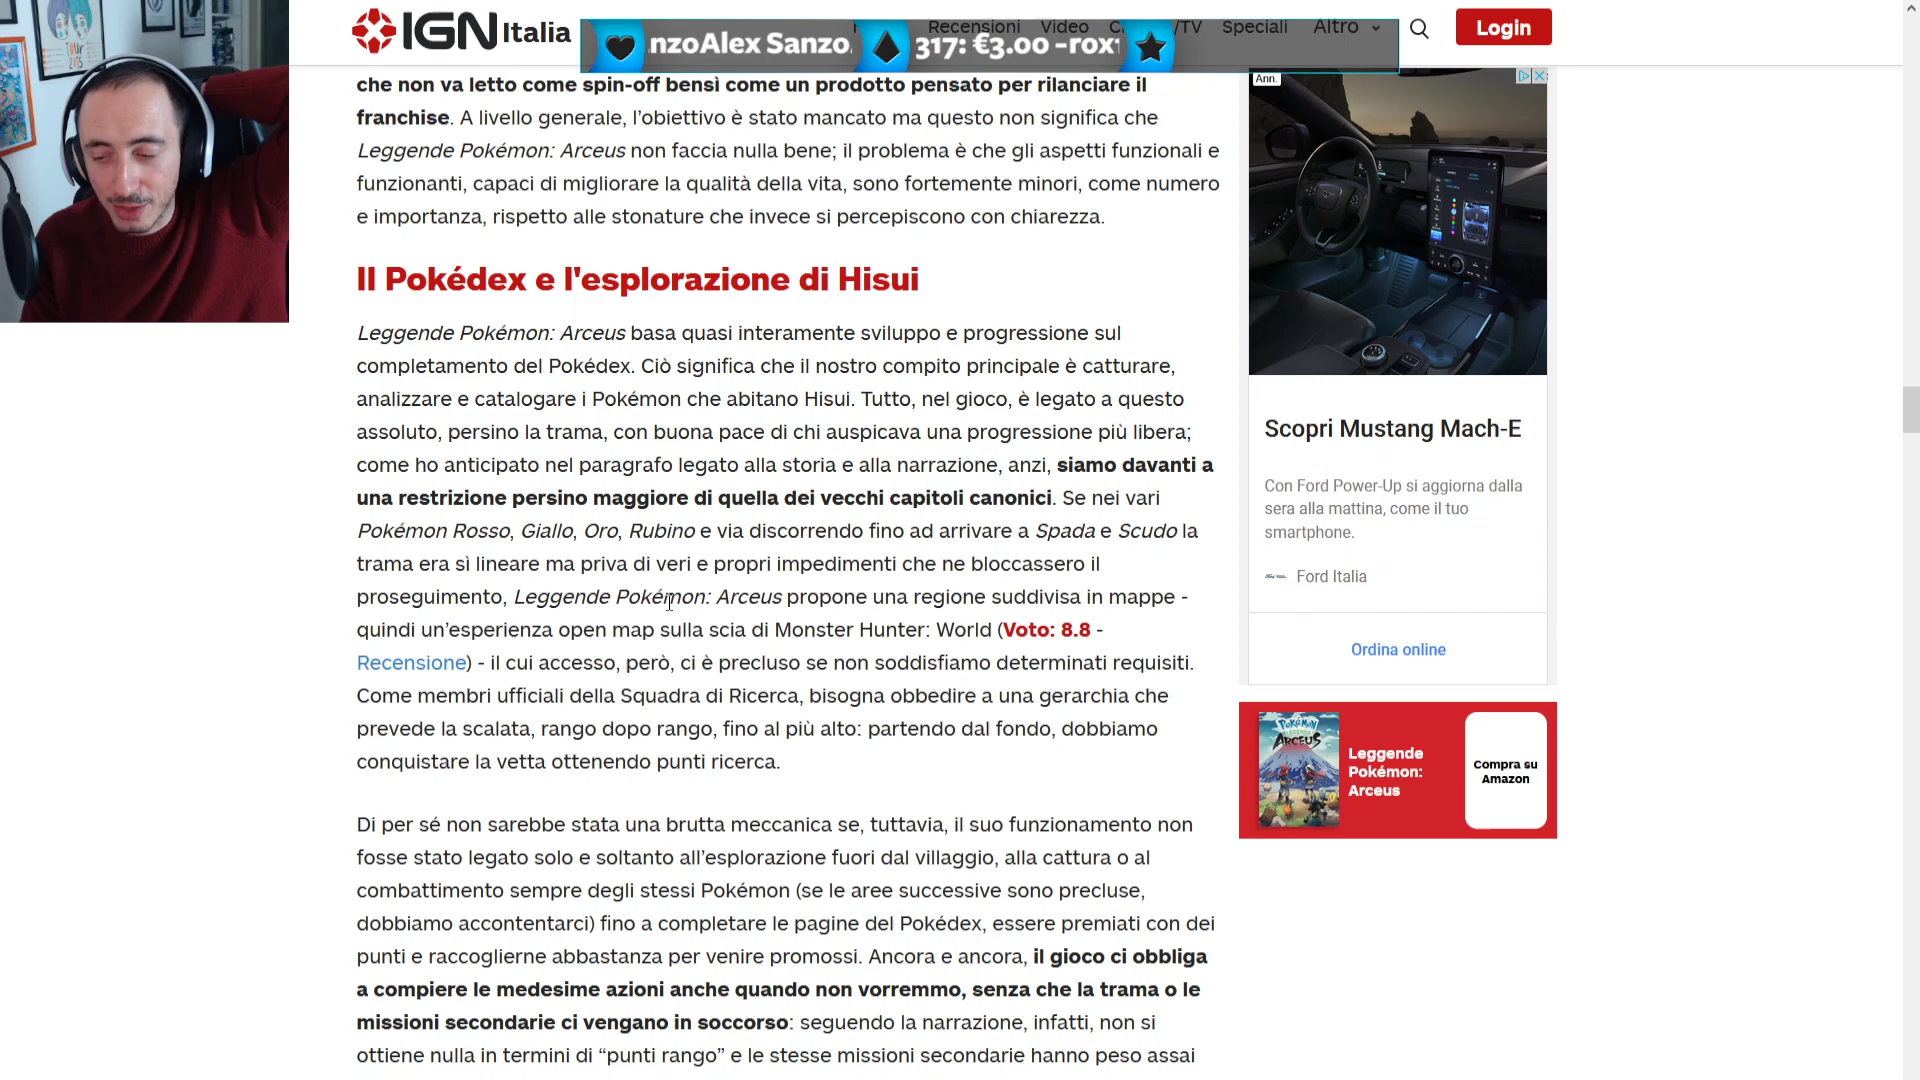 IGN Italia
Recensioni Video /TV Speciali Altro
Login
nzoAlex Sanzo
317: €3.00 -rox
che non va letto come spin-off bensì come un prodotto pensato per rilanciare il
franchise. A livello generale, l’obiettivo è stato mancato ma questo non significa che
Leggende Pokémon: Arceus non faccia nulla bene; il problema è che gli aspetti funzionali e
funzionanti, capaci di migliorare la qualità della vita, sono fortemente minori, come numero
e importanza, rispetto alle stonature che invece si percepiscono con chiarezza.
Il Pokédex e l'esplorazione di Hisui
Leggende Pokémon: Arceus basa quasi interamente sviluppo e progressione sul
completamento del Pokédex. Ciò significa che il nostro compito principale è catturare,
analizzare e catalogare i Pokémon che abitano Hisui. Tutto, nel gioco, è legato a questo
assoluto, persino la trama, con buona pace di chi auspicava una progressione più libera;
come ho anticipato nel paragrafo legato alla storia e alla narrazione, anzi, siamo davanti a
una restrizione persino maggiore di quella dei vecchi capitoli canonici. Se nei vari
Pokémon Rosso, Giallo, Oro, Rubino e via discorrendo fino ad arrivare a Spada e Scudo la
trama era sì lineare ma priva di veri e propri impedimenti che ne bloccassero il
proseguimento, Leggende Pokémon: Arceus propone una regione suddivisa in mappe -
quindi un’esperienza open map sulla scia di Monster Hunter: World (Voto: 8.8 -
Recensione) - il cui accesso, però, ci è precluso se non soddisfiamo determinati requisiti.
Come membri ufficiali della Squadra di Ricerca, bisogna obbedire a una gerarchia che
prevede la scalata, rango dopo rango, fino al più alto: partendo dal fondo, dobbiamo
conquistare la vetta ottenendo punti ricerca.
Di per sé non sarebbe stata una brutta meccanica se, tuttavia, il suo funzionamento non
fosse stato legato solo e soltanto all’esplorazione fuori dal villaggio, alla cattura o al
combattimento sempre degli stessi Pokémon (se le aree successive sono precluse,
dobbiamo accontentarci) fino a completare le pagine del Pokédex, essere premiati con dei
punti e raccoglierne abbastanza per venire promossi. Ancora e ancora, il gioco ci obbliga
a compiere le medesime azioni anche quando non vorremmo, senza che la trama o le
missioni secondarie ci vengano in soccorso: seguendo la narrazione, infatti, non si
ottiene nulla in termini di “punti rango” e le stesse missioni secondarie hanno peso assai
Ann.
Scopri Mustang Mach-E
Con Ford Power-Up si aggiorna dalla
sera alla mattina, come il tuo
smartphone.
Ford Italia
Ordina online
POKÉMON
ARCEUS
Leggende
Pokémon:
Arceus
Compra su
Amazon
TOUR
2015